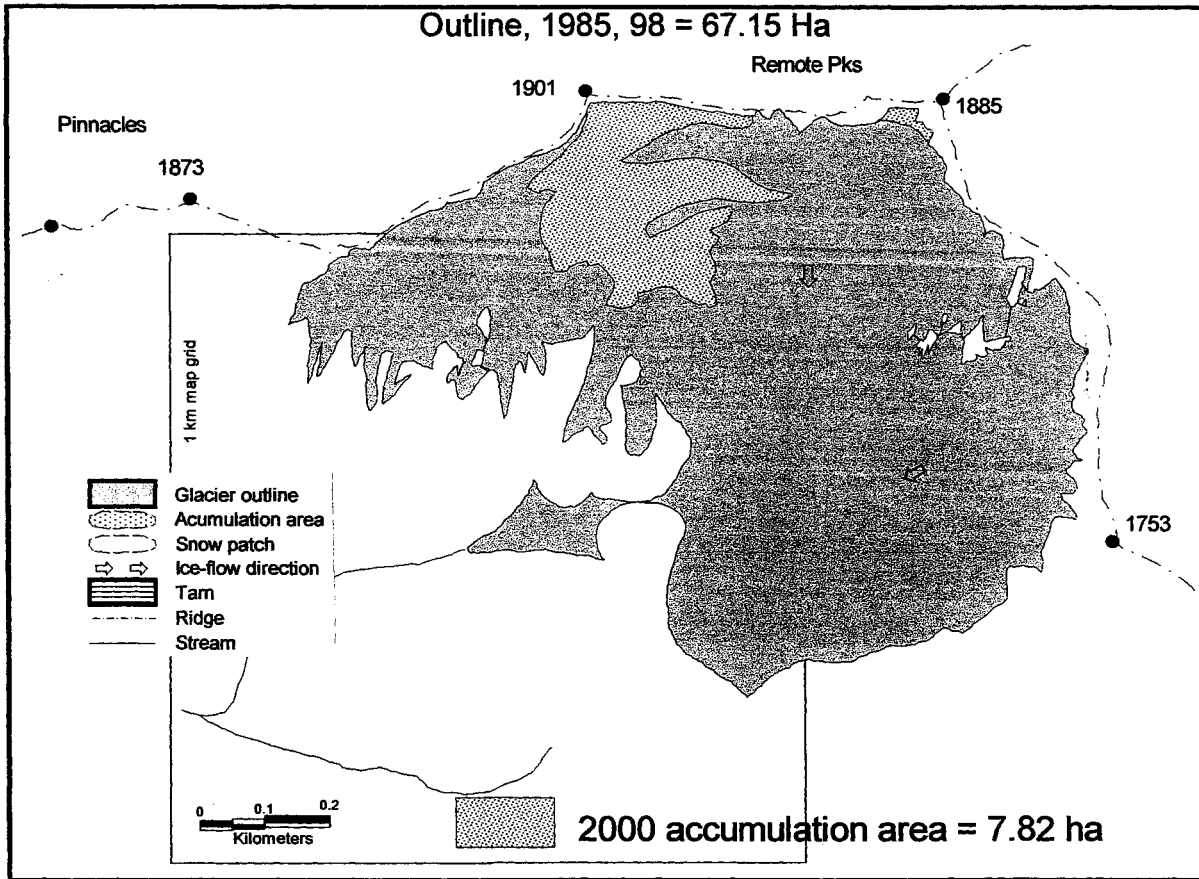 Outline, 1985, 98 = 67.15 Ha
Remote Pks
1901
1885
Pinnacles
1873
1 km map grid
Glacier outline
Acumulation area
Snow patch
Ice-flow direction
Tarn
Ridge
Stream
1753
0 0.1 0.2
Kilometers
2000 accumulation area = 7.82 ha